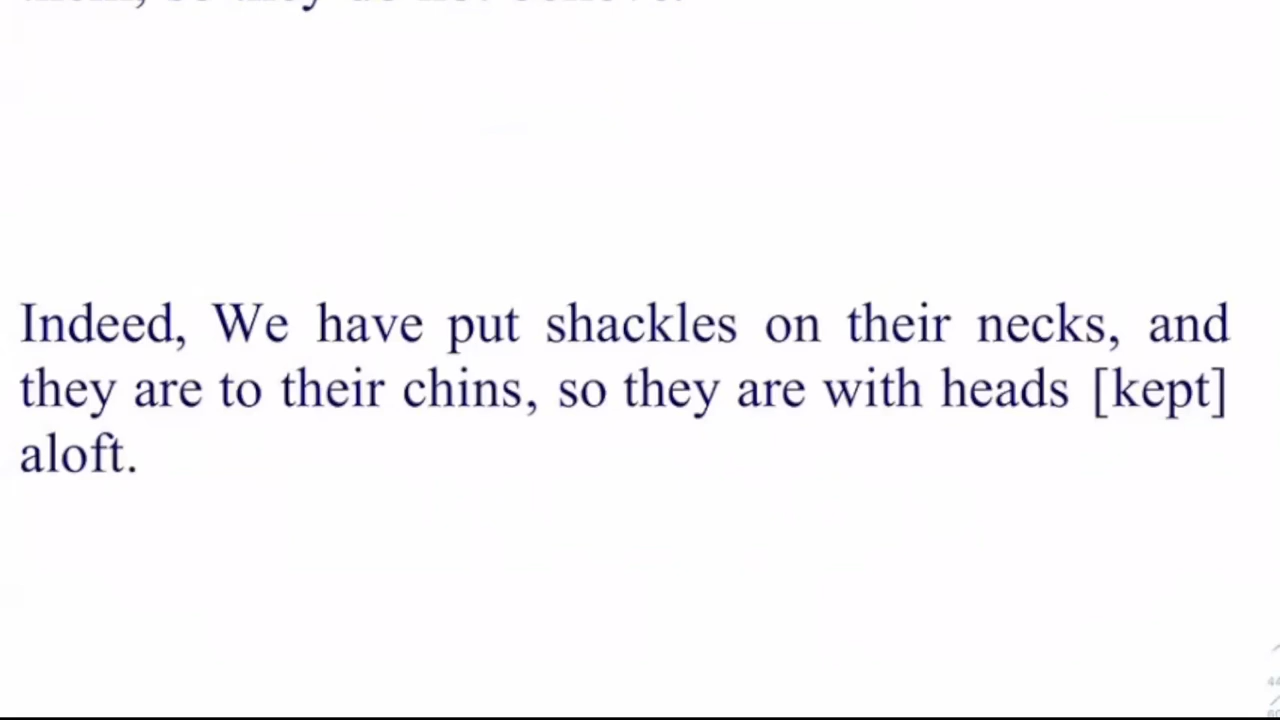 Indeed, We have put shackles on their necks, and
they are to their chins, so they are with heads [kept]
aloft.